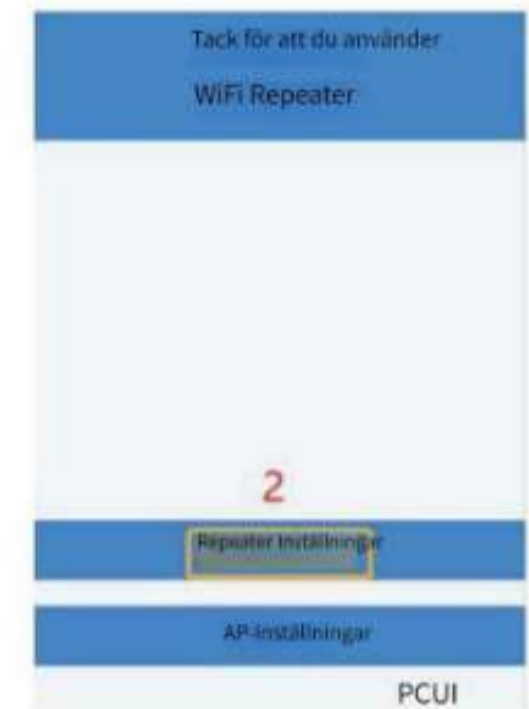 Tack för att du använder
WiFi Repeater
2
Repeater Inställningar
AP-Inställningar
PCUI